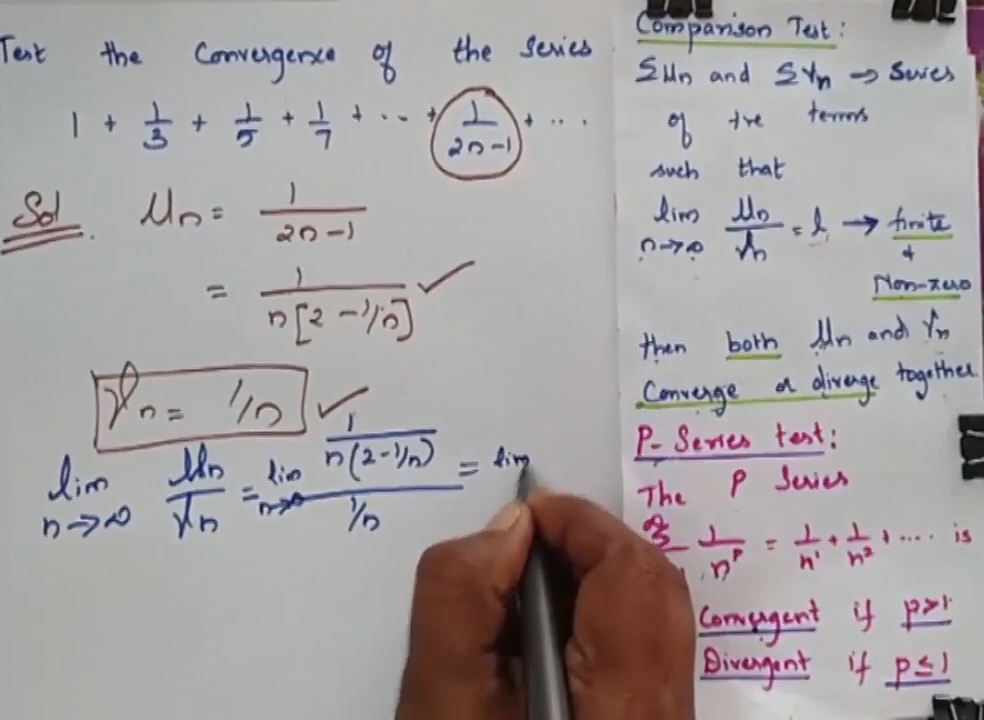 Test the Convergence of the series
1 + 1/3 + 1/5 + 1/7 + ... + 1/(2n-1) + ...
Sol. Un = 1/(2n-1)
= 1/(n[2-1/n]) ✓
Vn = 1/n ✓
lim n→∞ Un/Vn = lim n→∞ (1/(n(2-1/n)))/(1/n) = lim
Comparison Test:
ΣUn and ΣVn → Series
of +ve terms
such that
lim n→∞ Un/Vn = l → finite
&
Non-zero
then both Un and Vn
Converge or diverge together.
P-Series test:
The P Series
1/n^p = 1/n¹ + 1/n² + .... is
Convergent if p>1
Divergent if p≤1